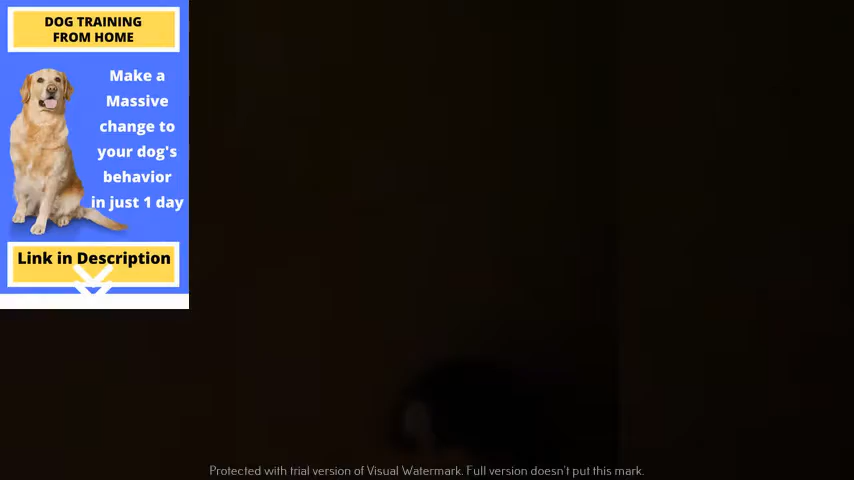 DOG TRAINING
FROM HOME
Make a
Massive
change to
your dog's
behavior
in just 1 day
Link in Description
Protected with trial version of Visual Watermark. Full version doesn't put this mark.